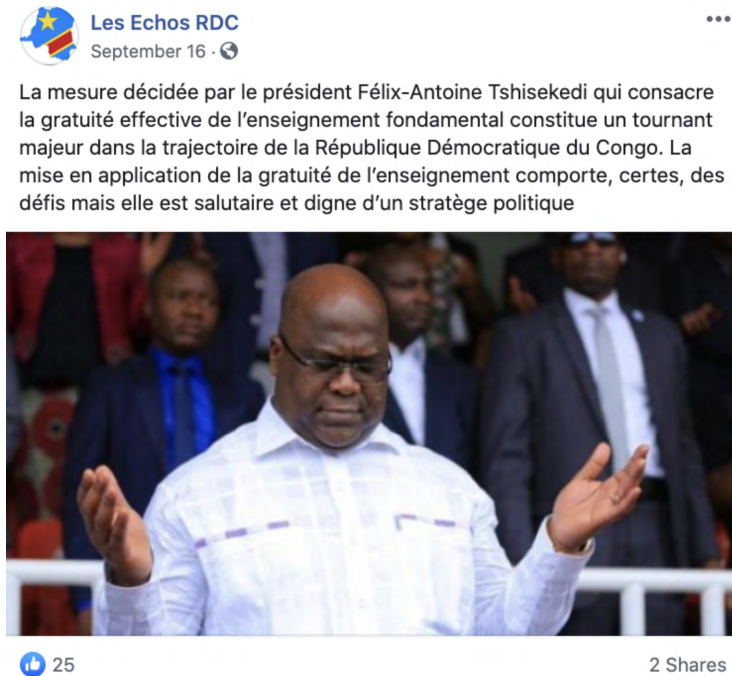 Les Echos RDC
September 16 ·
La mesure décidée par le président Félix-Antoine Tshisekedi qui consacre
la gratuité effective de l'enseignement fondamental constitue un tournant
majeur dans la trajectoire de la République Démocratique du Congo. La
mise en application de la gratuité de l'enseignement comporte, certes, des
défis mais elle est salutaire et digne d'un stratège politique
25
2 Shares